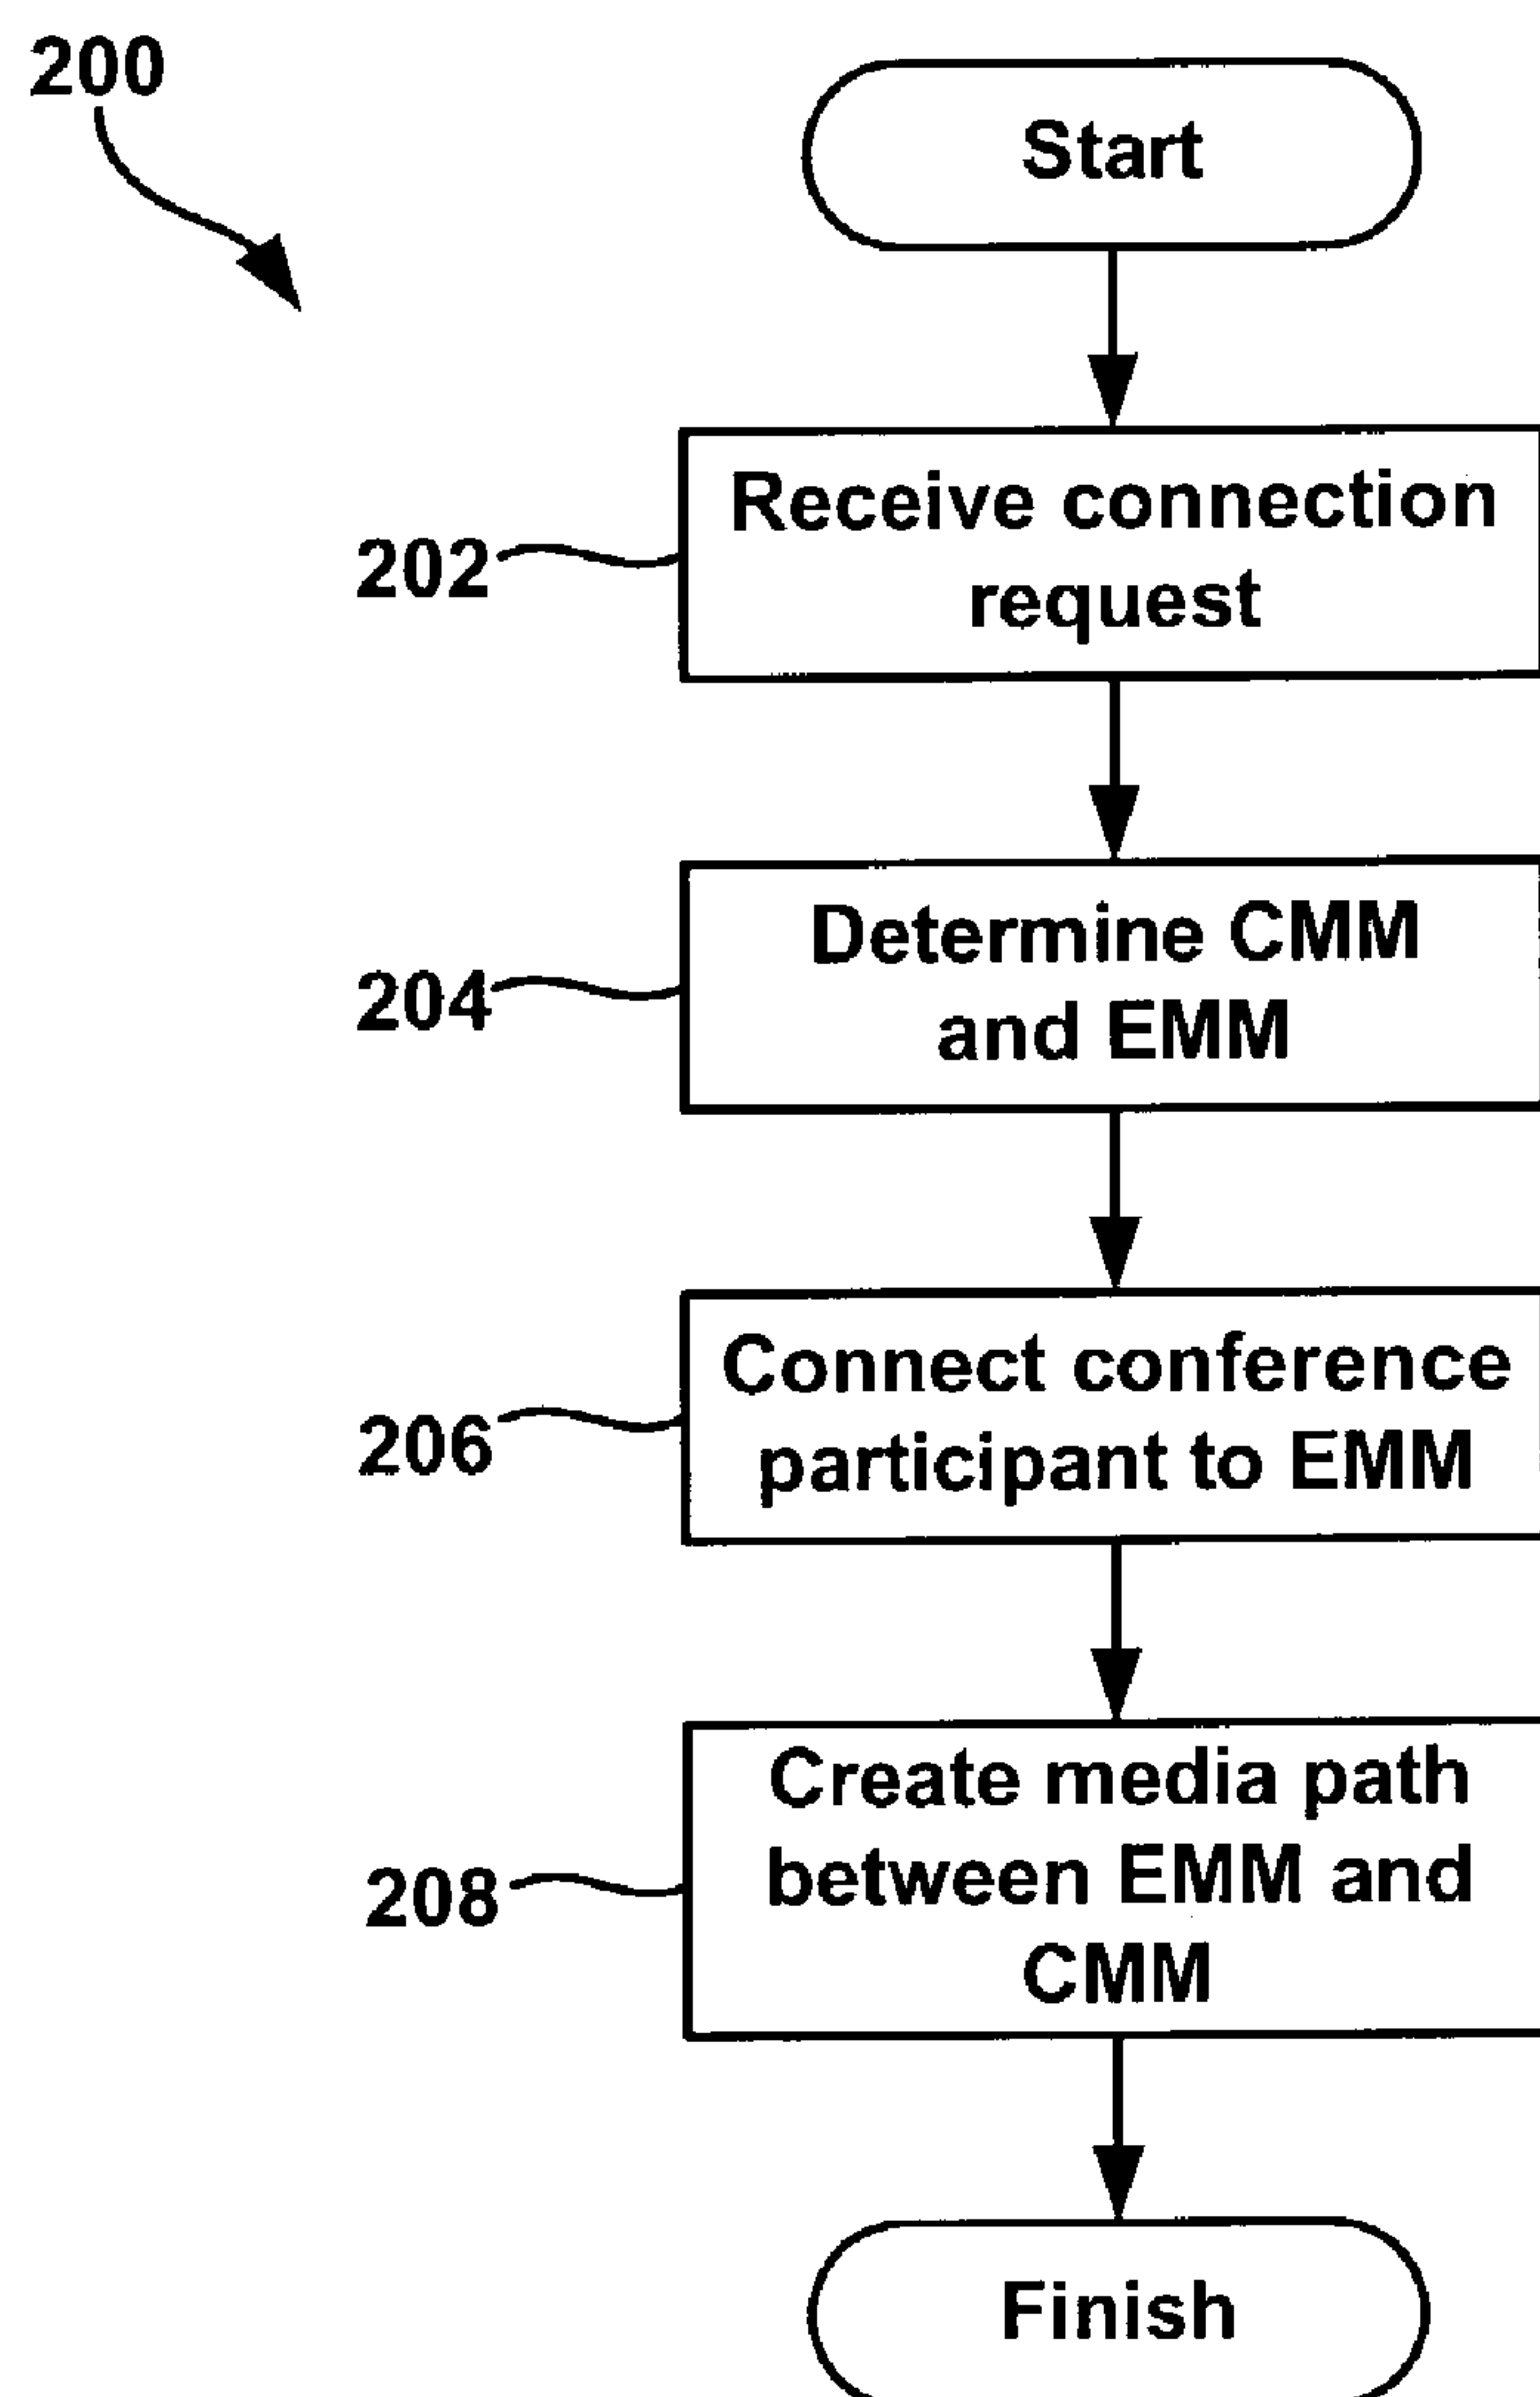 200
Start
Receive connection
request
202
Determine CMM
and EMM
204
Connect conference
participant to EMM
206
Create media path
between EMM and
CMM
208
Finish